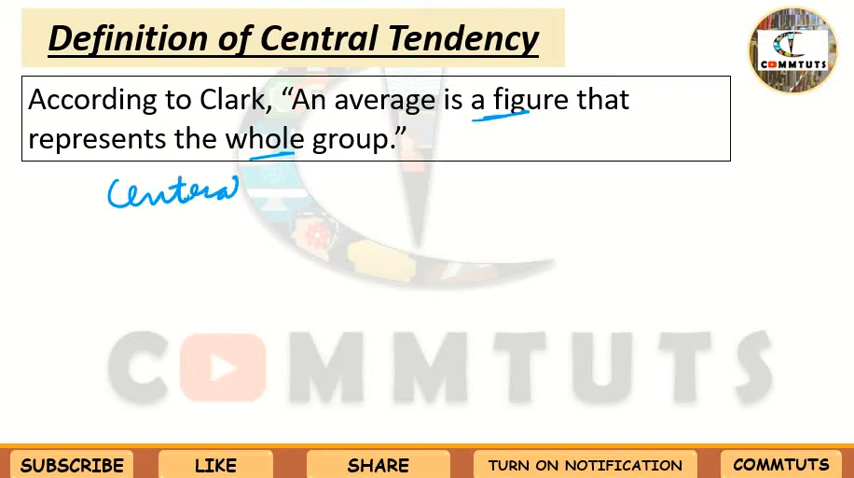 Definition of Central Tendency
COMMTUTS
According to Clark, “An average is a figure that
represents the whole group.”
Centra
COMMTUTS
SUBSCRIBE
LIKE
SHARE
TURN ON NOTIFICATION
COMMTUTS